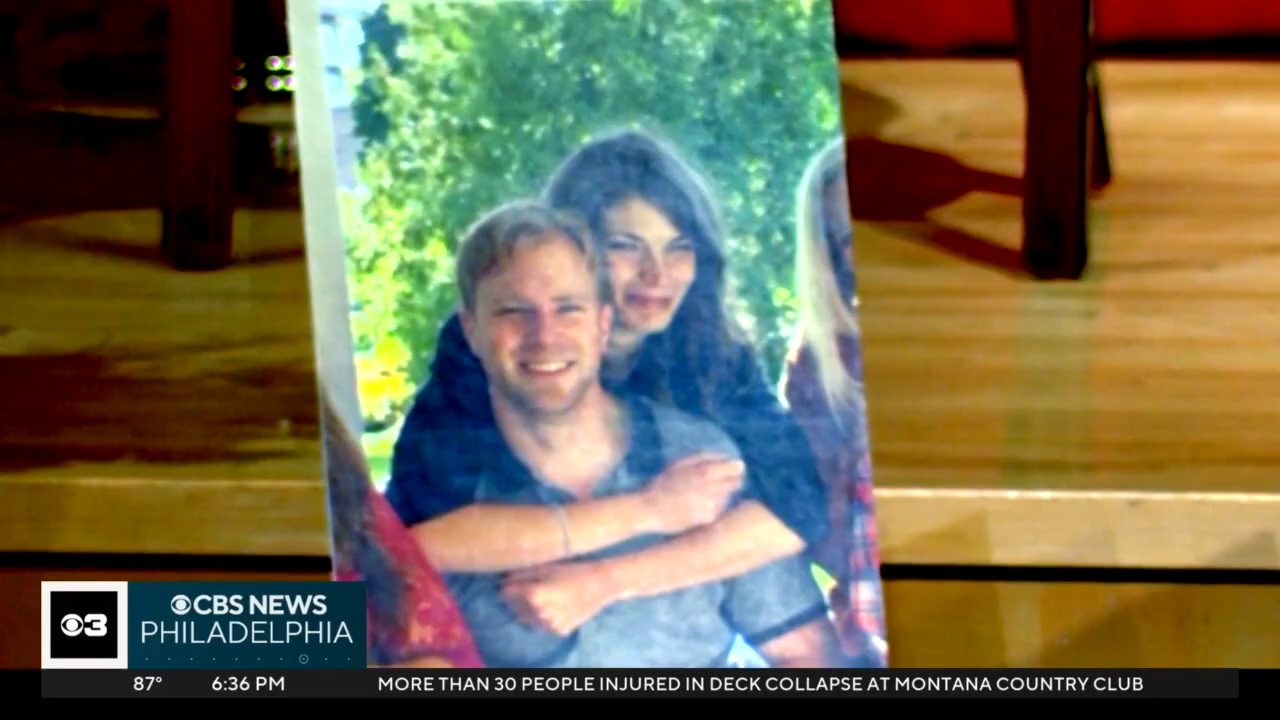 3
CBS NEWS
PHILADELPHIA
87° 6:36 PM MORE THAN 30 PEOPLE INJURED IN DECK COLLAPSE AT MONTANA COUNTRY CLUB